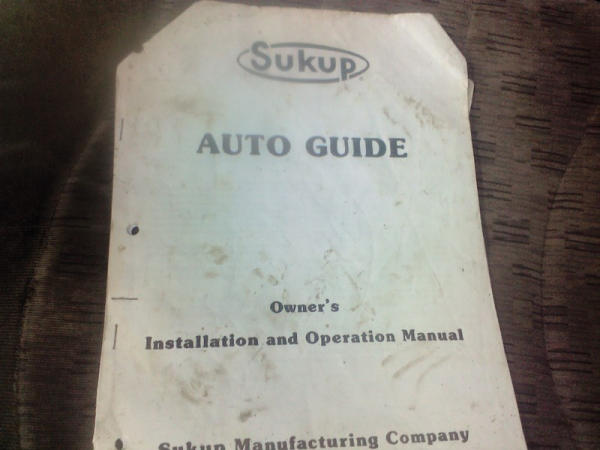 Sukup
AUTO GUIDE
Owner's
Installation and Operation Manual
Sukup Manufacturing Company